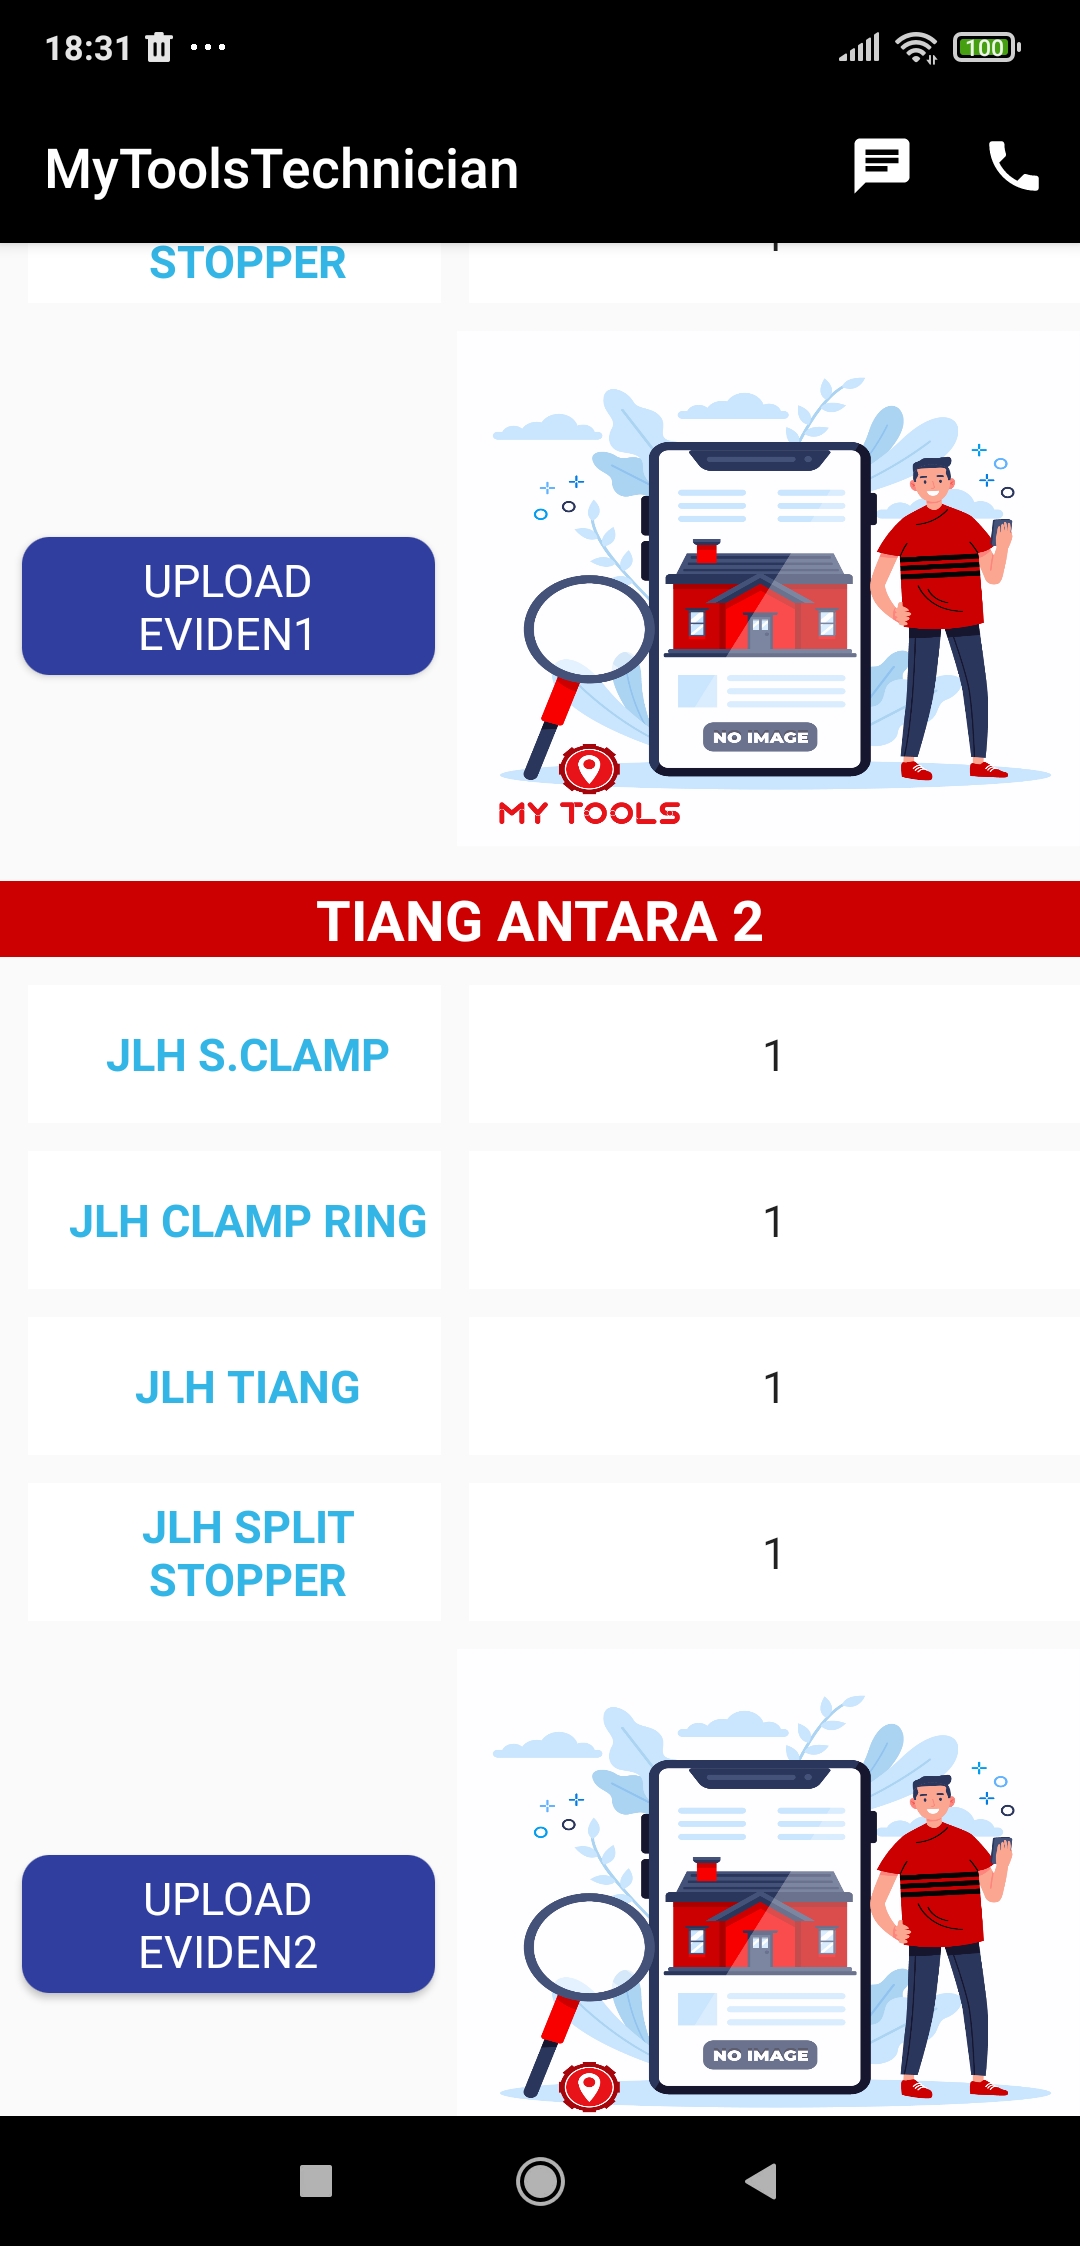 18:31
100
MyToolsTechnician
STOPPER
UPLOAD
EVIDEN1
NO IMAGE
MY TOOLS
TIANG ANTARA 2
JLH S.CLAMP 1
JLH CLAMP RING 1
JLH TIANG 1
JLH SPLIT
STOPPER 1
UPLOAD
EVIDEN2
NO IMAGE